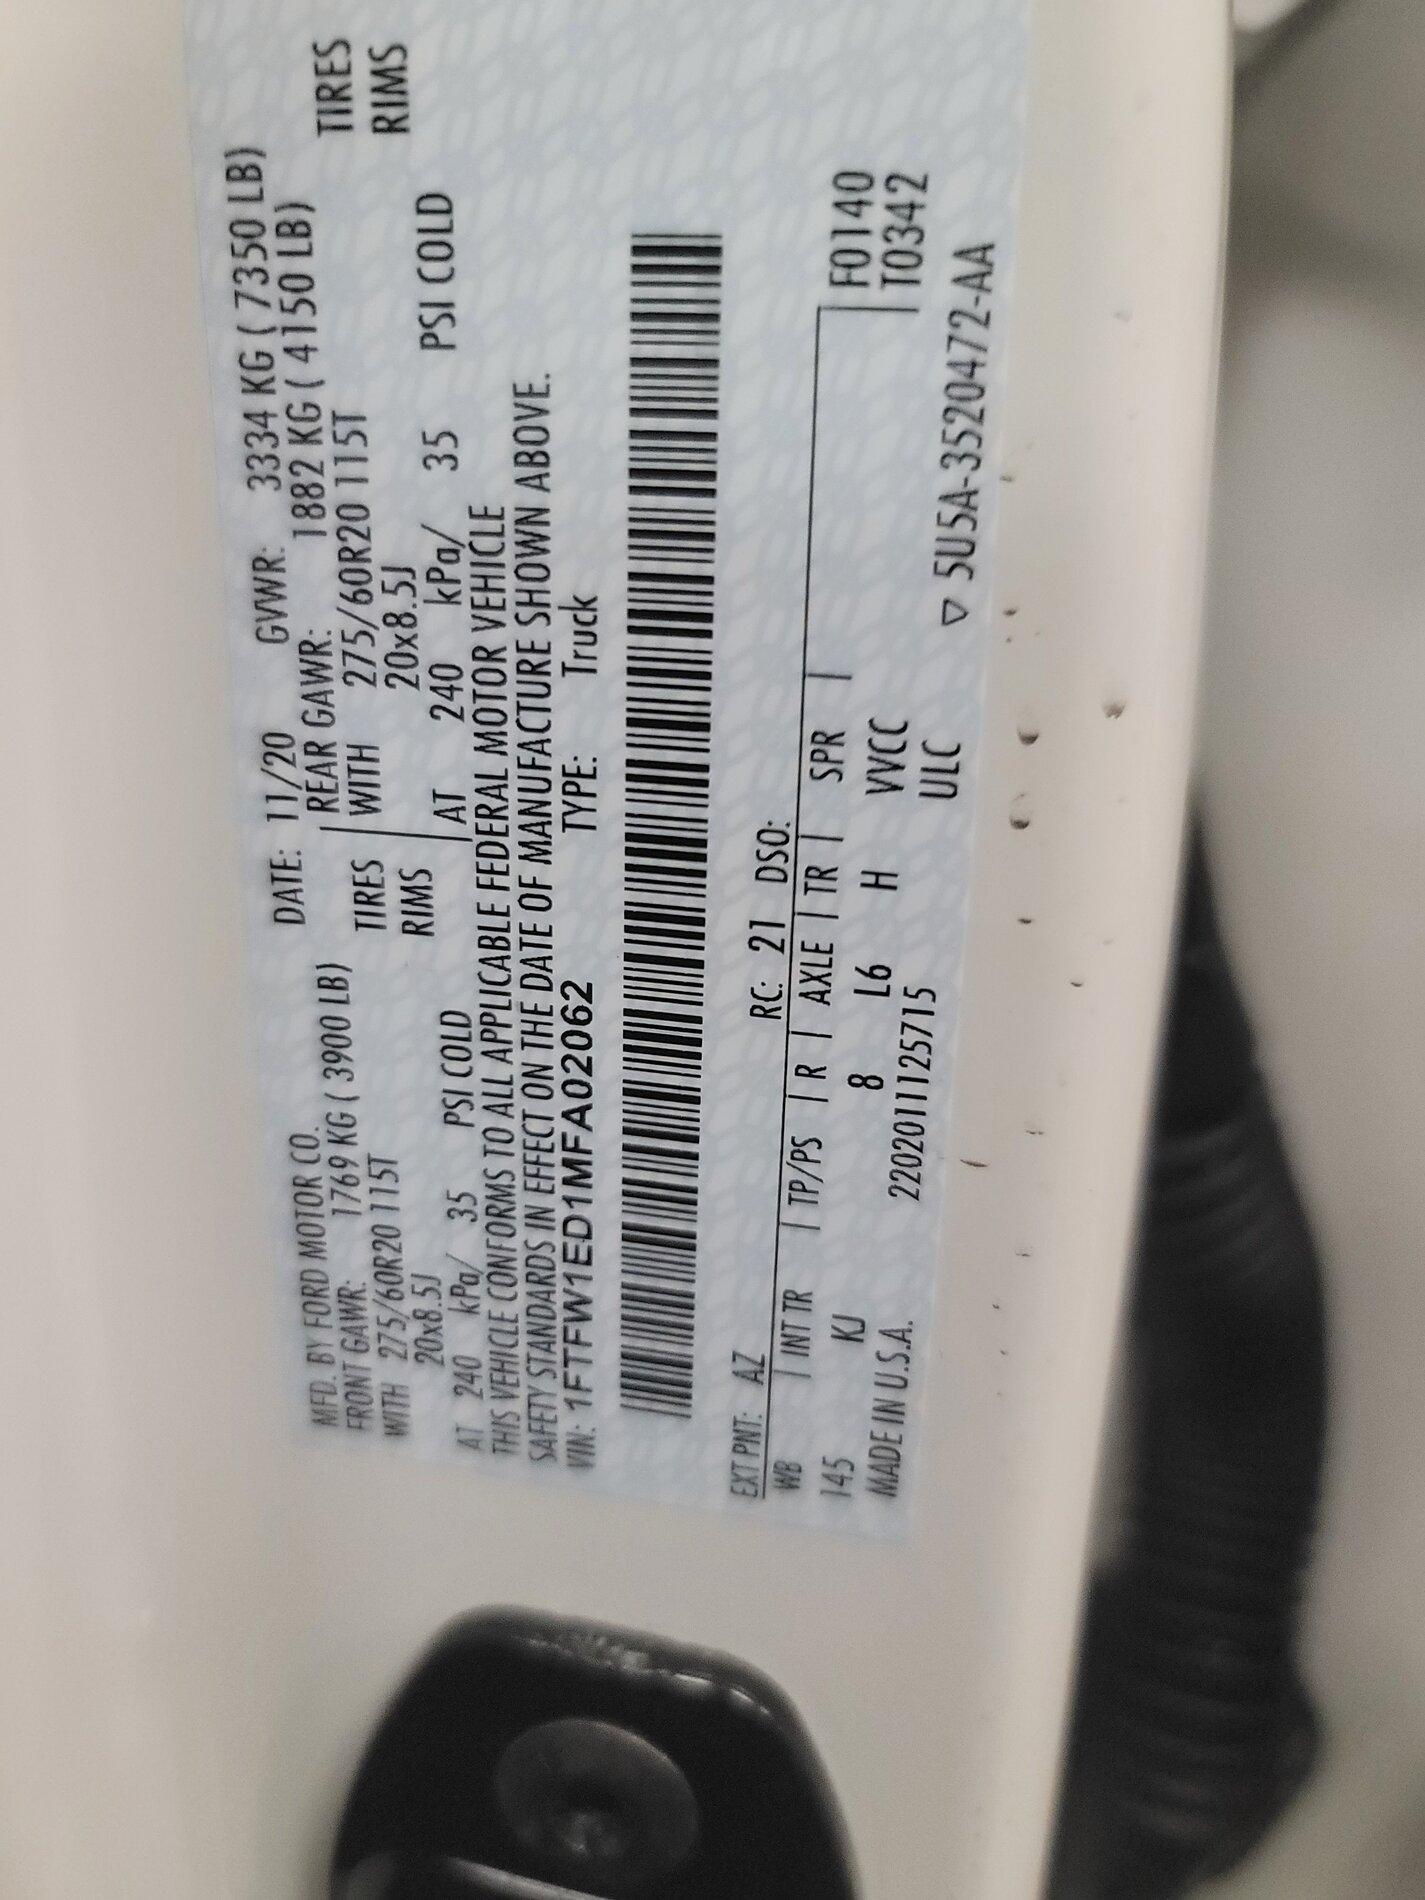 MFD. BY FORD MOTOR CO. DATE: 11/20 GVWR: 3334 KG ( 7350 LB)
FRONT GAWR: 1769 KG ( 3900 LB) REAR GAWR: 1882 KG ( 4150 LB)
WITH 275/60R20 115T TIRES WITH 275/60R20 115T TIRES
20x8.5J RIMS 20x8.5J RIMS
AT 240 kPa/ 35 PSI COLD AT 240 kPa/ 35 PSI COLD
THIS VEHICLE CONFORMS TO ALL APPLICABLE FEDERAL MOTOR VEHICLE
SAFETY STANDARDS IN EFFECT ON THE DATE OF MANUFACTURE SHOWN ABOVE.
VIN: 1FTFW1ED1MFA02062 TYPE: Truck
EXT PNT: AZ RC: 21 DSO:
WB | INT TR | TP/PS | R | AXLE | TR | SPR | F0140
145 KJ 8 L6 H VVCC T0342
MADE IN U.S.A. 220201125715 ULC
▽ 5U5A-3520472-AA